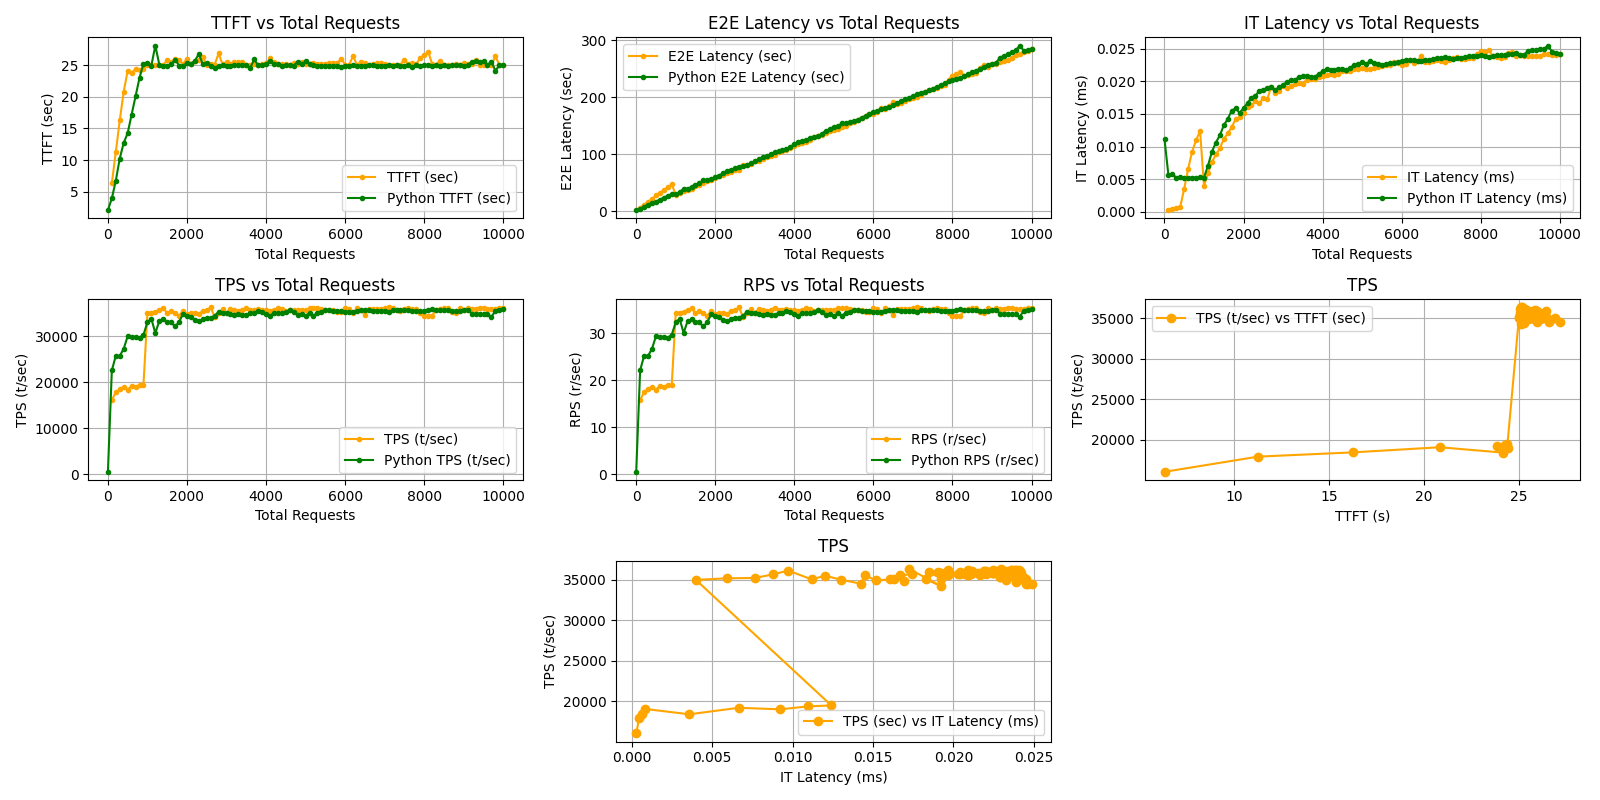 TTFT vs Total Requests
TTFT (sec)
25
20
15
10
5
TTFT (sec)
Python TTFT (sec)
0 2000 4000 6000 8000 10000
Total Requests
E2E Latency vs Total Requests
E2E Latency (sec)
300
200
100
0
E2E Latency (sec)
Python E2E Latency (sec)
0 2000 4000 6000 8000 10000
Total Requests
IT Latency vs Total Requests
IT Latency (ms)
0.025
0.020
0.015
0.010
0.005
0.000
IT Latency (ms)
Python IT Latency (ms)
0 2000 4000 6000 8000 10000
Total Requests
TPS vs Total Requests
TPS (t/sec)
30000
20000
10000
0
TPS (t/sec)
Python TPS (t/sec)
0 2000 4000 6000 8000 10000
Total Requests
RPS vs Total Requests
RPS (r/sec)
30
20
10
0
RPS (r/sec)
Python RPS (r/sec)
0 2000 4000 6000 8000 10000
Total Requests
TPS
TPS (t/sec)
35000
30000
25000
20000
TPS (t/sec) vs TTFT (sec)
10 15 20 25
TTFT (s)
TPS
TPS (t/sec)
35000
30000
25000
20000
TPS (sec) vs IT Latency (ms)
0.000 0.005 0.010 0.015 0.020 0.025
IT Latency (ms)